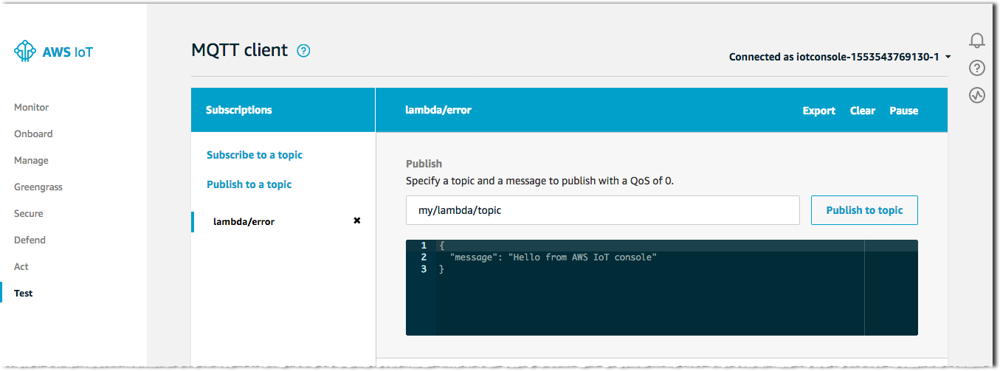 AWS IoT
Monitor
Onboard
Manage
Greengrass
Secure
Defend
Act
Test
MQTT client
Connected as iotconsole-1553543769130-1
Subscriptions
Subscribe to a topic
Publish to a topic
lambda/error
lambda/error
Export Clear Pause
Publish
Specify a topic and a message to publish with a QoS of 0.
my/lambda/topic
Publish to topic
1 {
2 "message": "Hello from AWS IoT console"
3 }